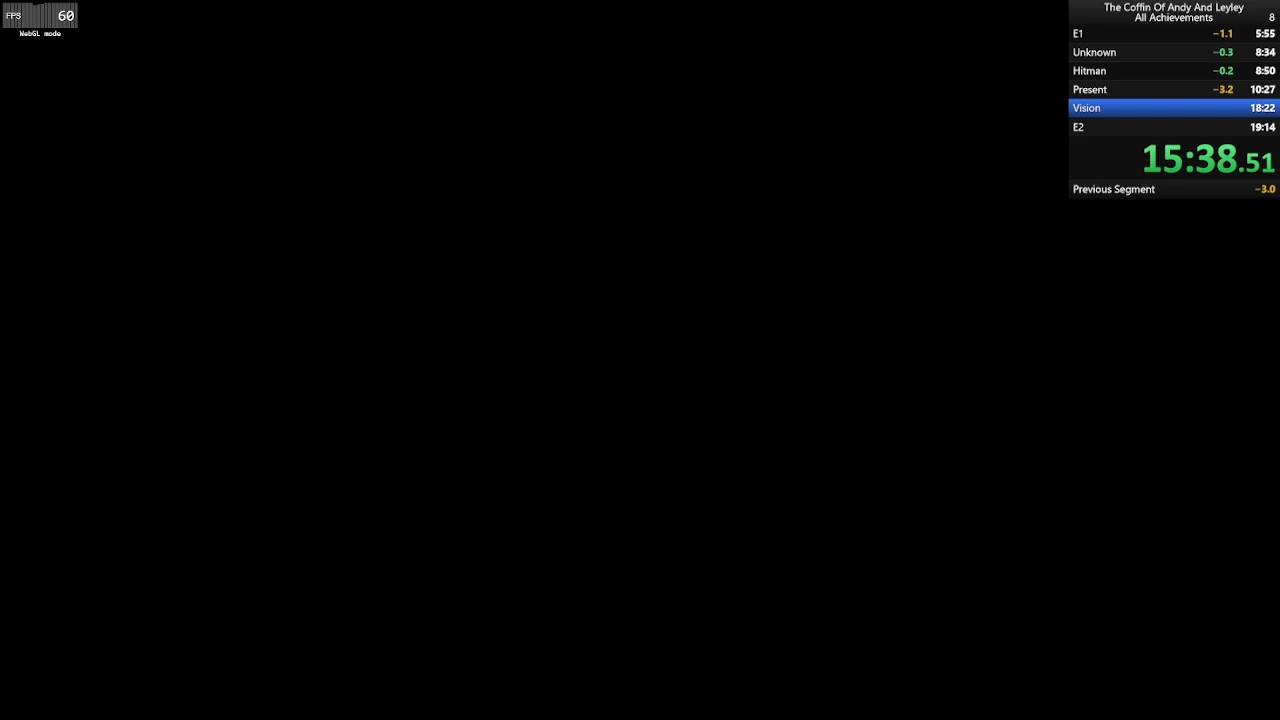 FPS 60
WebGL mode
The Coffin Of Andy And Leyley
All Achievements 8
E1 −1.1 5:55
Unknown −0.3 8:34
Hitman −0.2 8:50
Present −3.2 10:27
Vision 18:22
E2 19:14
15:38.51
Previous Segment −3.0